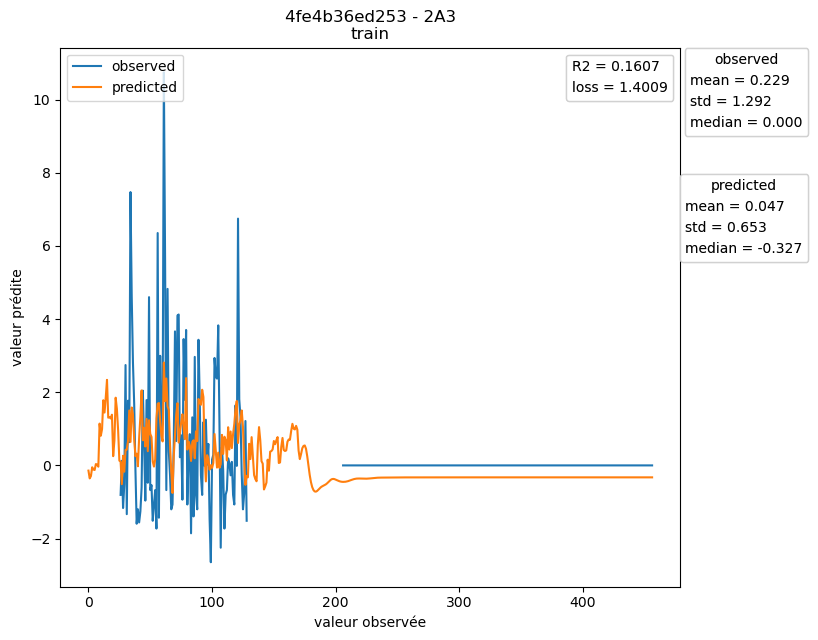 4fe4b36ed253 - 2A3
train
observed
predicted
R2 = 0.1607
loss = 1.4009
observed
mean = 0.229
std = 1.292
median = 0.000
predicted
mean = 0.047
std = 0.653
median = -0.327
valeur prédite
10
8
6
4
2
0
−2
0
100
200
300
400
valeur observée